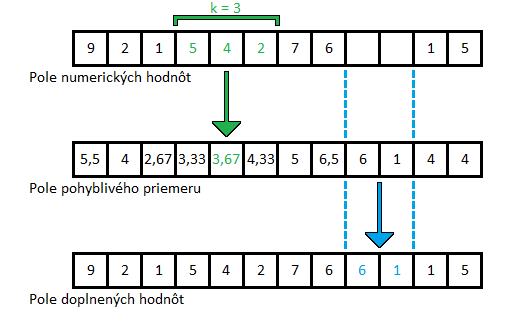 k = 3
9 2 1 5 4 2 7 6 1 5
Pole numerických hodnôt
5,5 4 2,67 3,33 3,67 4,33 5 6,5 6 1 4 4
Pole pohyblivého priemeru
9 2 1 5 4 2 7 6 6 1 1 5
Pole doplnených hodnôt